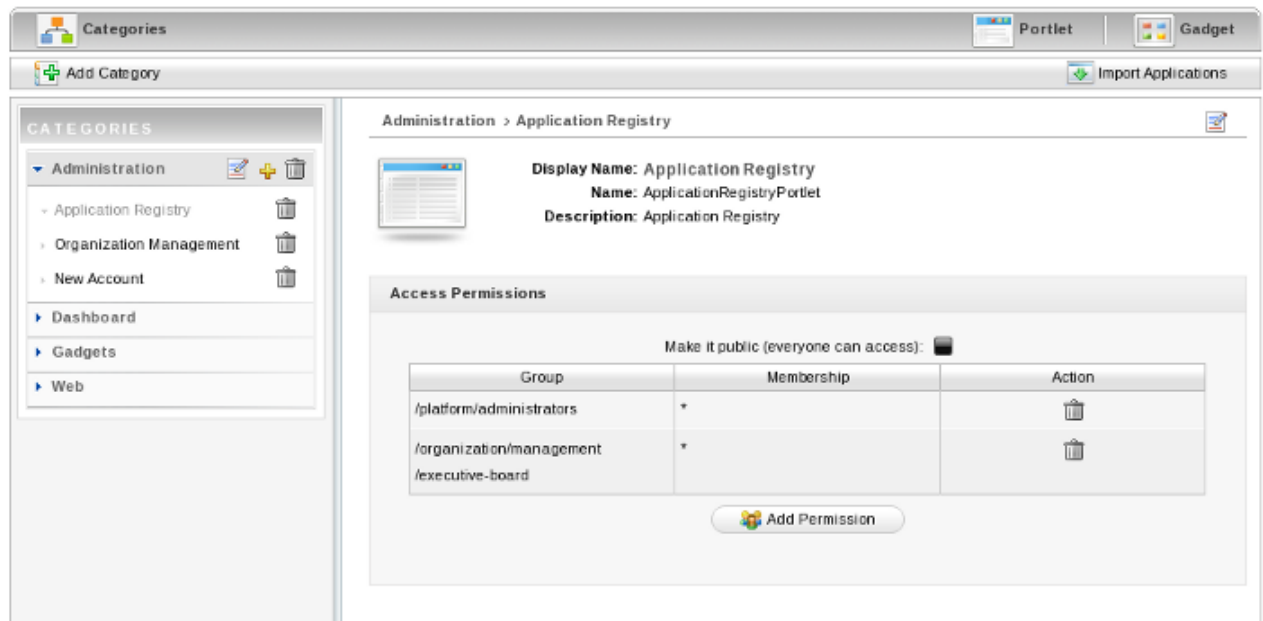 Categories
Portlet
Gadget
Add Category
Import Applications
CATEGORIES
Administration
Application Registry
Organization Management
New Account
Dashboard
Gadgets
Web
Administration > Application Registry
Display Name: Application Registry
Name: ApplicationRegistryPortlet
Description: Application Registry
Access Permissions
Make it public (everyone can access):
Group Membership Action
/platform/administrators *
/organization/management *
/executive-board
Add Permission